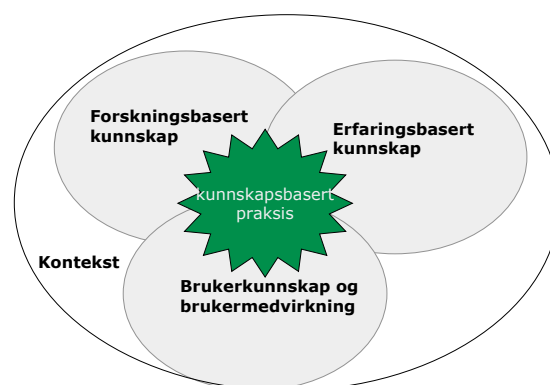 Forskningsbasert
kunnskap
Erfaringsbasert
kunnskap
kunnskapsbasert
praksis
Kontekst
Brukerkunnskap og
brukermedvirkning